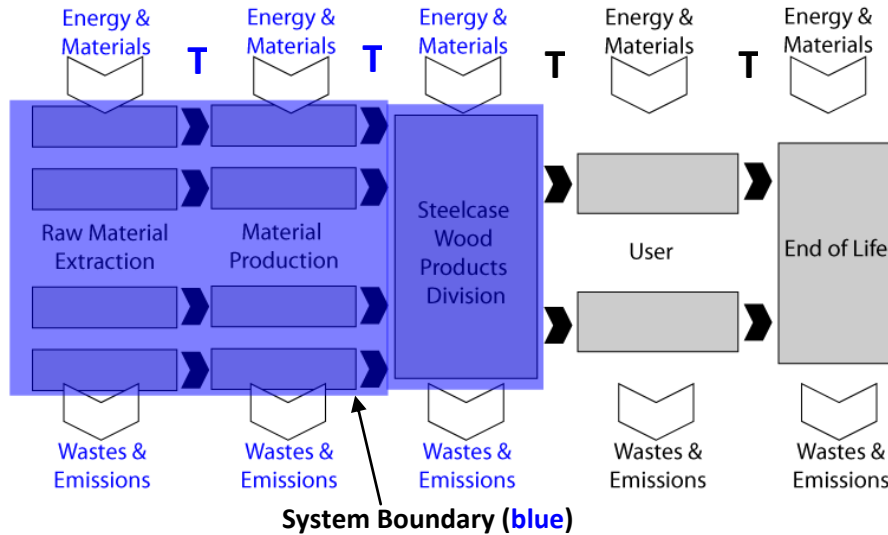 Energy &
Materials
T
Energy &
Materials
T
Energy &
Materials
T
Energy &
Materials
T
Energy &
Materials
Raw Material
Extraction
Material
Production
Steelcase
Wood
Products
Division
User
End of Life
Wastes &
Emissions
Wastes &
Emissions
Wastes &
Emissions
Wastes &
Emissions
Wastes &
Emissions
System Boundary (blue)